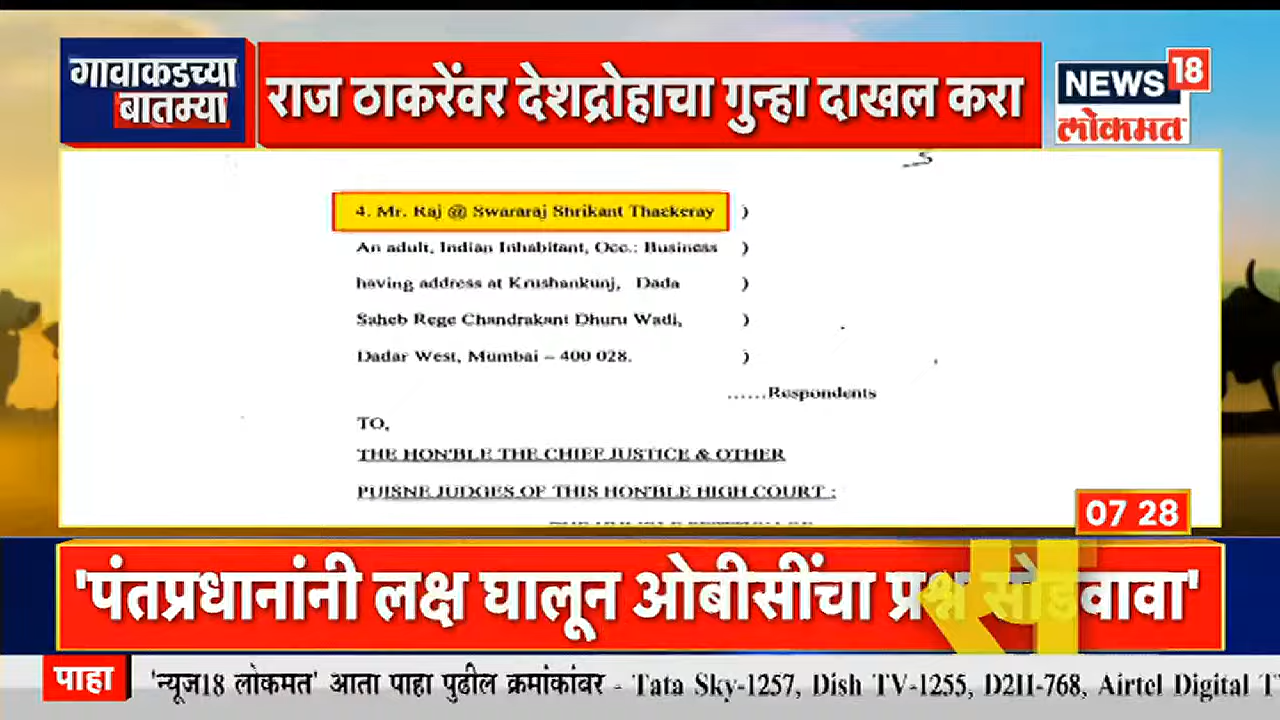 गावाकडच्या
बातम्या
राज ठाकरेंवर देशद्रोहाचा गुन्हा दाखल करा
NEWS 18
लोकमत
4. Mr. Raj @ Swararaj Shrikant Thackeray )
An adult, Indian Inhabitant, Occ.: Business )
having address at Krushankunj, Dada )
Saheb Rege Chandrakant Dhuru Wadi, )
Dadar West, Mumbai – 400 028. )
......Respondents
TO,
THE HON'BLE THE CHIEF JUSTICE & OTHER
PUISNE JUDGES OF THIS HON'BLE HIGH COURT :
07 28
'पंतप्रधानांनी लक्ष घालून ओबीसींचा प्रश्न सोडवावा'
पाहा 'न्यूज18 लोकमत' आता पाहा पुढील क्रमांकांवर - Tata Sky-1257, Dish TV-1255, D2H-768, Airtel Digital